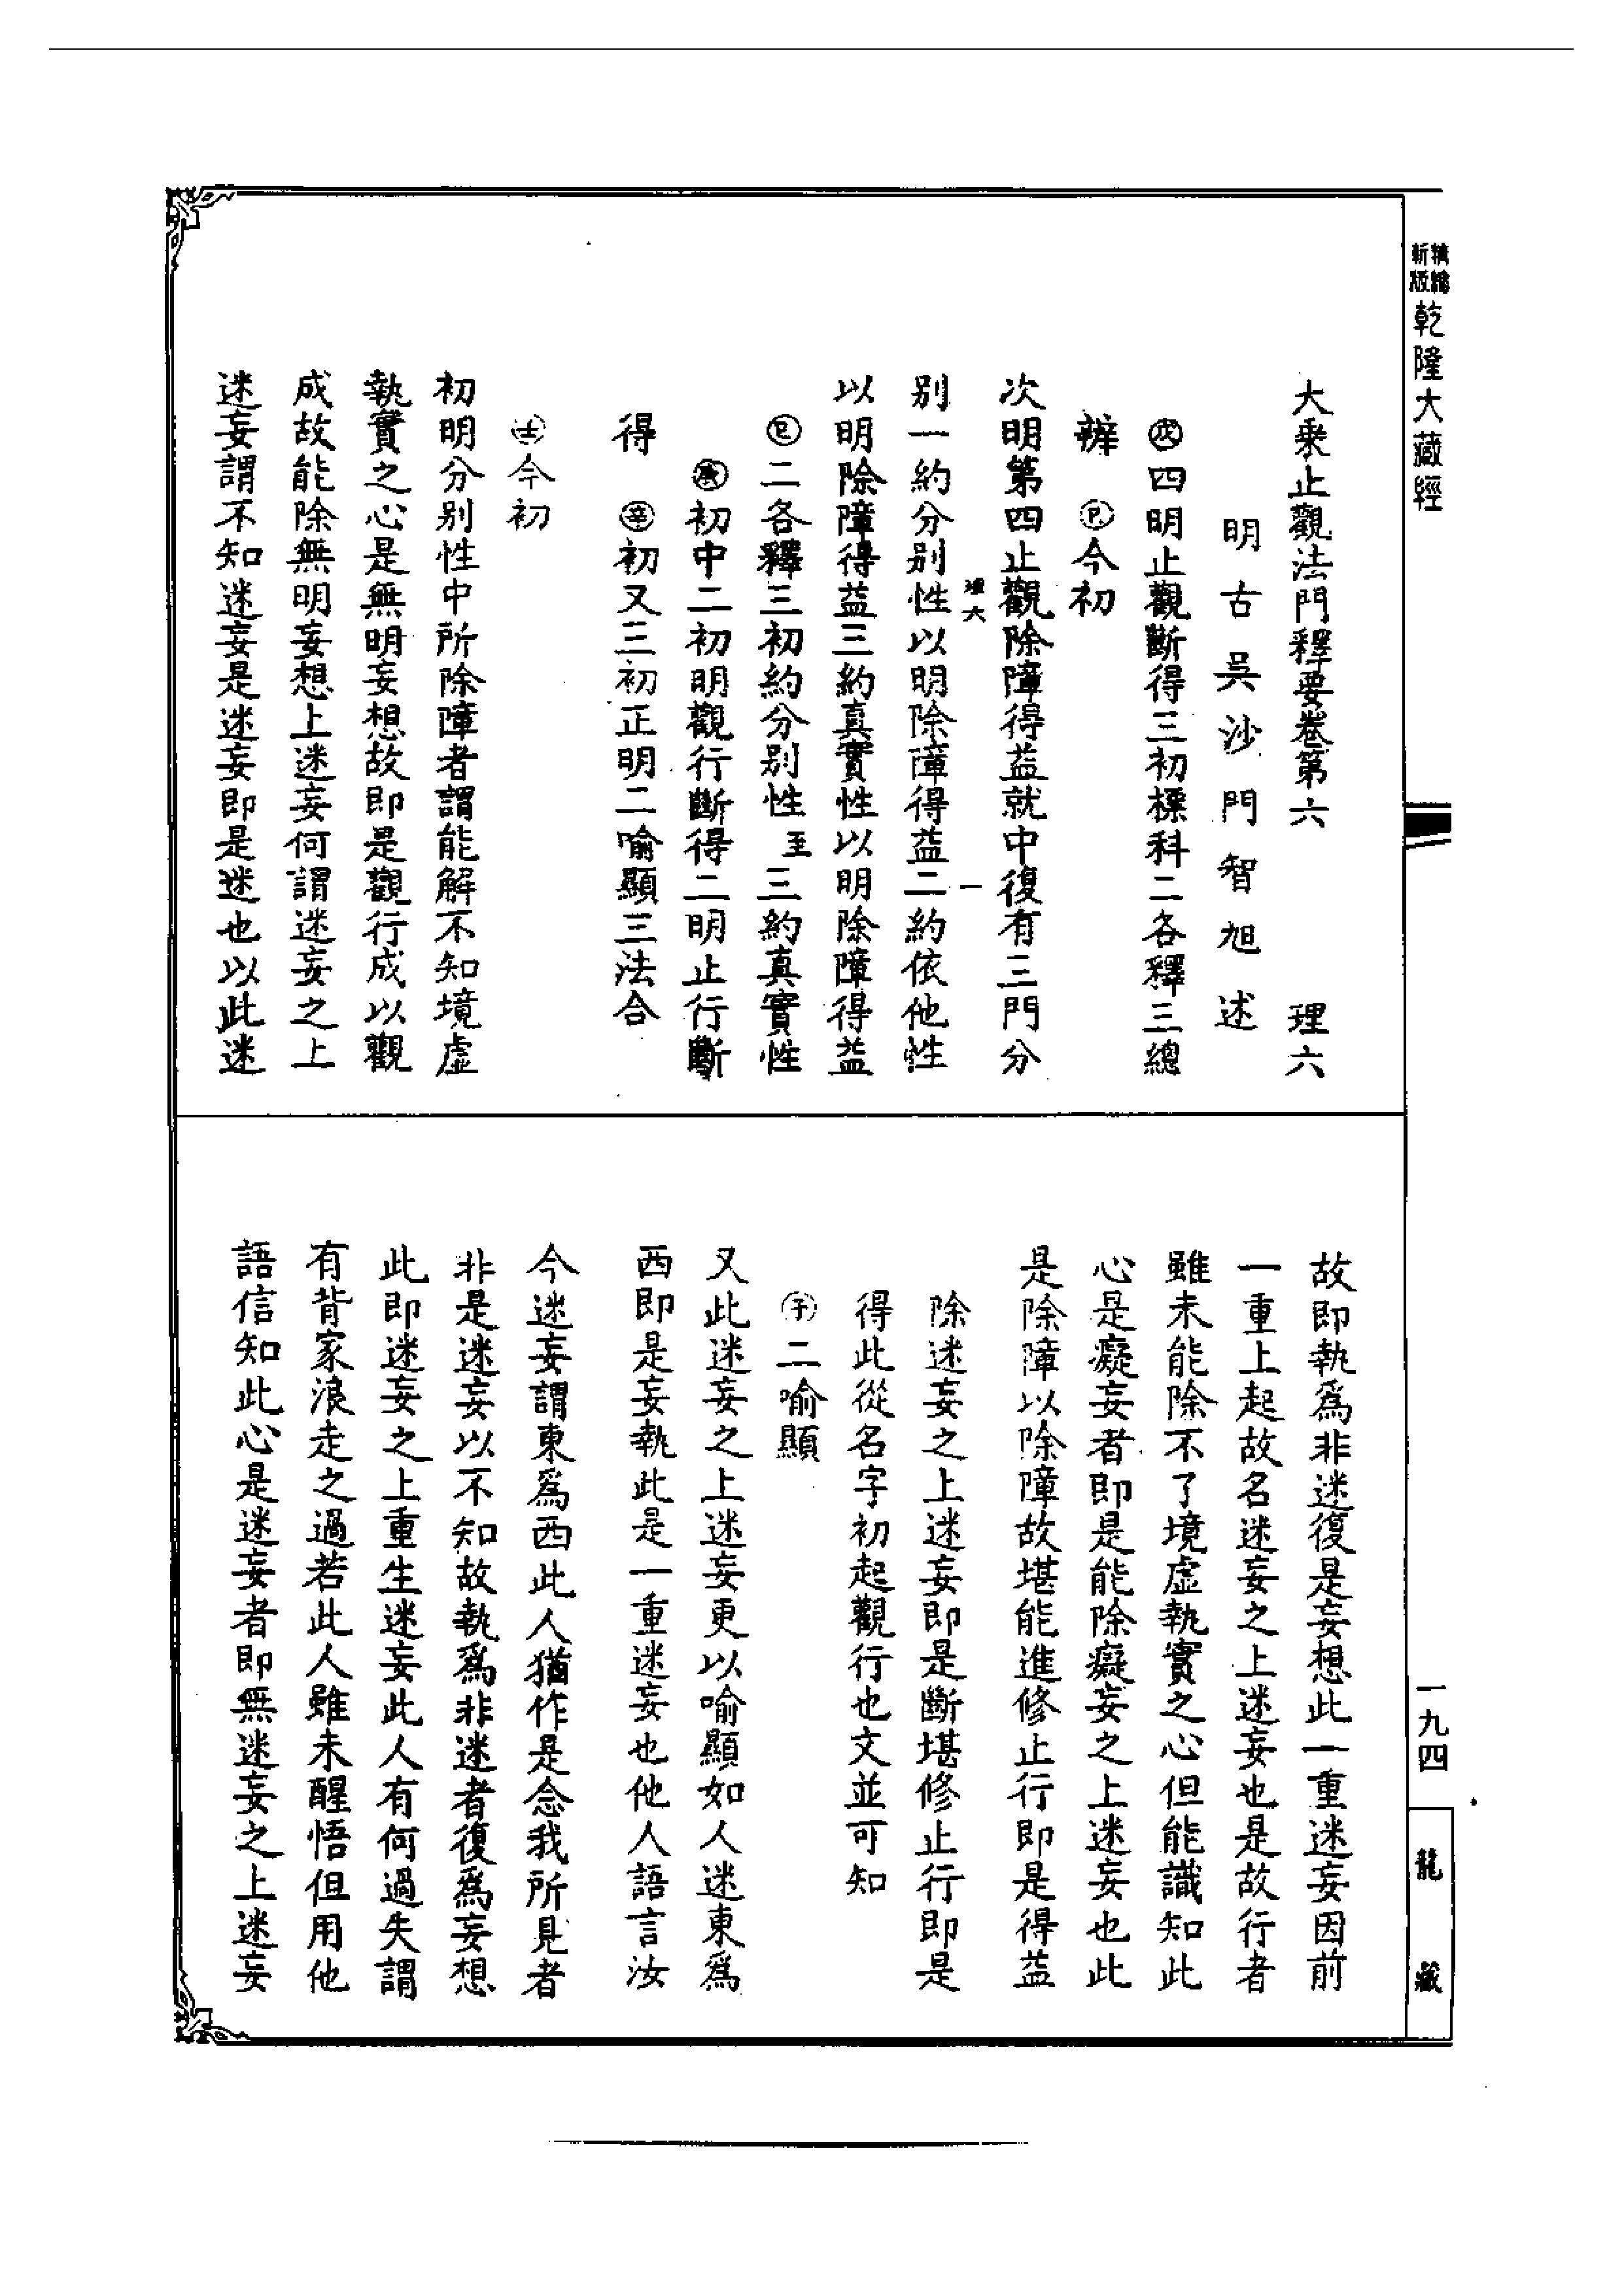 精編
新版
乾隆大藏經
大乘止觀法門釋要卷第六 理六
明古吳沙門智旭述
㊅四明止觀斷得三初標科二各釋三總
辨 ㊋今初
次明第四止觀除障得益就中復有三門分
別一約分別性以明除障得益二約依他性
以明除障得益三約真實性以明除障得益
二各釋三初約分別性至三約真實性
初中二初明觀行斷得二明止行斷
得 初又三初正明二喻顯三法合
今初
初明分別性中所除障者謂能解不知境虛
執實之心是無明妄想故即是觀行成以觀
成故能除無明妄想上迷妄何謂迷妄之上
迷妄謂不知迷妄是迷妄即是迷也以此迷
故即執為非迷復是妄想此一重迷妄因前
一重上起故名迷妄之上迷妄也是故行者
雖未能除不了境虛執實之心但能識知此
心是癡妄者即是能除癡妄之上迷妄也此
是除障以除障故堪能進修止行即是得益
除迷妄之上迷妄即是斷堪修止行即是
得此從名字初起觀行也文並可知
二喻顯
又此迷妄之上迷妄更以喻顯如人迷東為
西即是妄執此是一重迷妄也他人語言汝
今迷妄謂東為西此人猶作是念我所見者
非是迷妄以不知故執為非迷者復為妄想
此即迷妄之上重生迷妄此人有何過失謂
有背家浪走之過若此人雖未醒悟但用他
語信知此心是迷妄者即無迷妄之上迷妄
一九四
龍藏